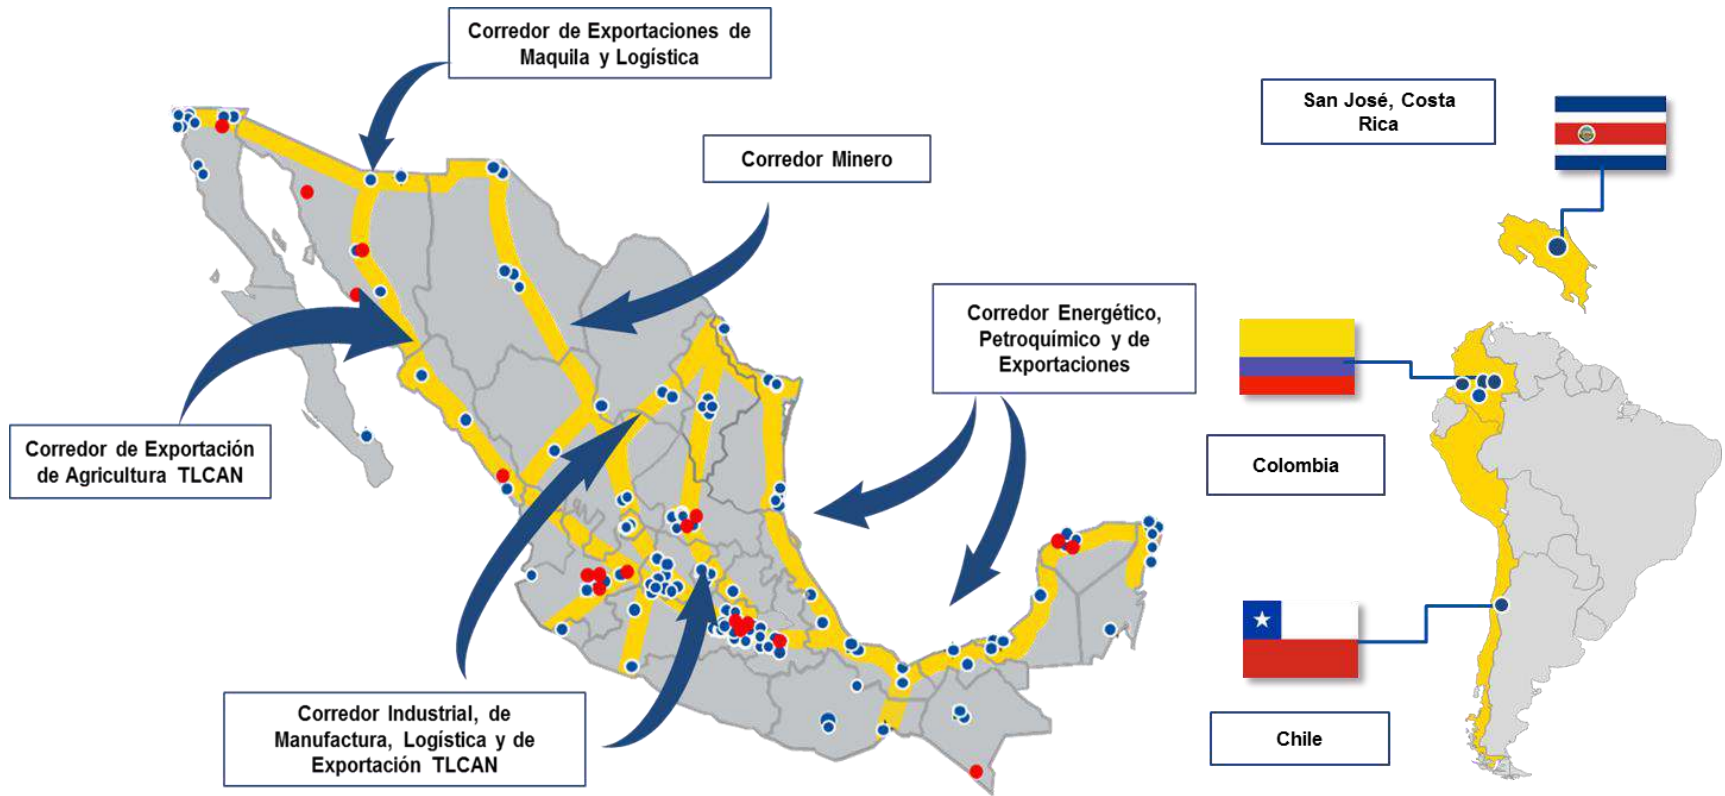 Corredor de Exportaciones de
Maquila y Logística
San José, Costa
Rica
Corredor Minero
Corredor Energético,
Petroquímico y de
Exportaciones
Corredor de Exportación
de Agricultura TLCAN
Colombia
Corredor Industrial, de
Manufactura, Logística y de
Exportación TLCAN
Chile